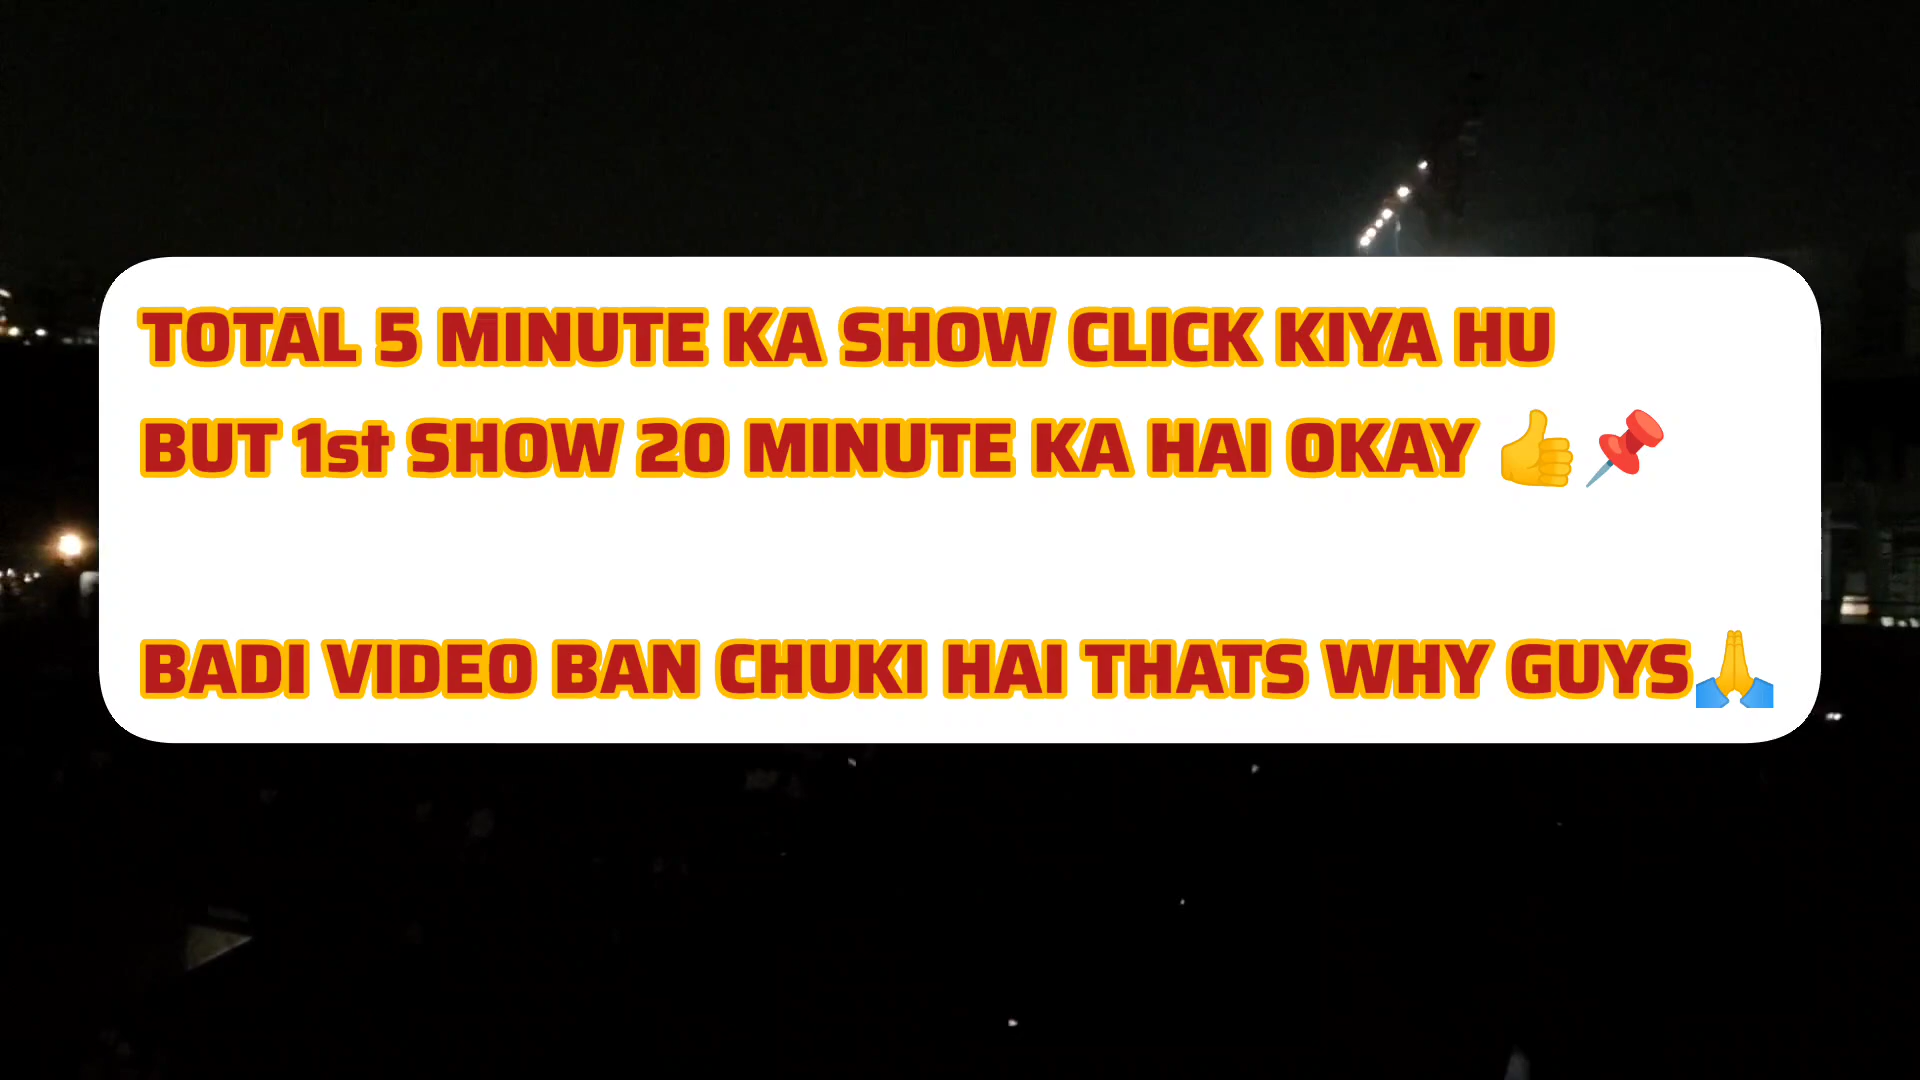 TOTAL 5 MINUTE KA SHOW CLICK KIYA HU
BUT 1st SHOW 20 MINUTE KA HAI OKAY 👍📌
BADI VIDEO BAN CHUKI HAI THATS WHY GUYS🙏